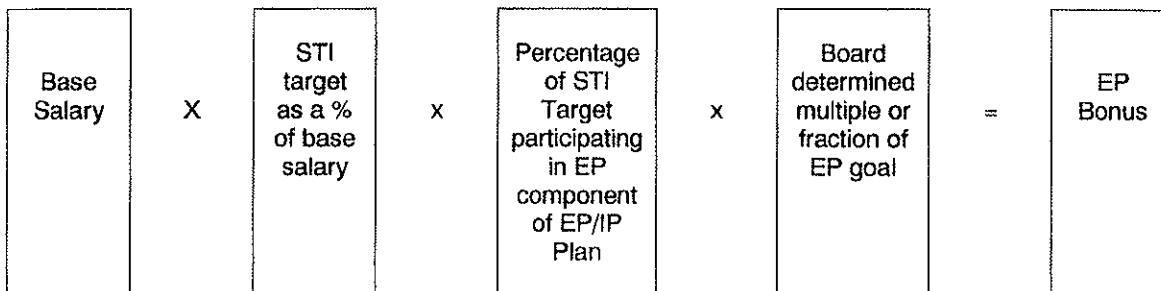 Base
Salary
X
STI
target
as a %
of base
salary
x
Percentage
of STI
Target
participating
in EP
component
of EP/IP
Plan
x
Board
determined
multiple or
fraction of
EP goal
=
EP
Bonus